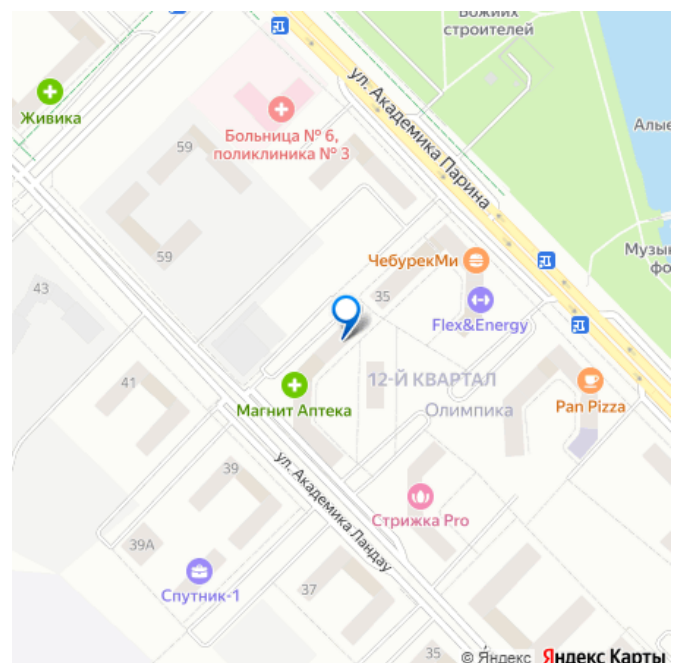 Божиих
строителей
Живика
ул. Академика Парина
Больница № 6,
поликлиника № 3
59
Алые
59
ЧебурекМи
Музы
фо
43
35
Flex&Energy
12-Й КВАРТАЛ
41
Магнит Аптека
Олимпика
Pan Pizza
ул. Академика Ландау
39
Стрижка Pro
39А
Спутник-1
37
35
© Яндекс Яндекс Карты